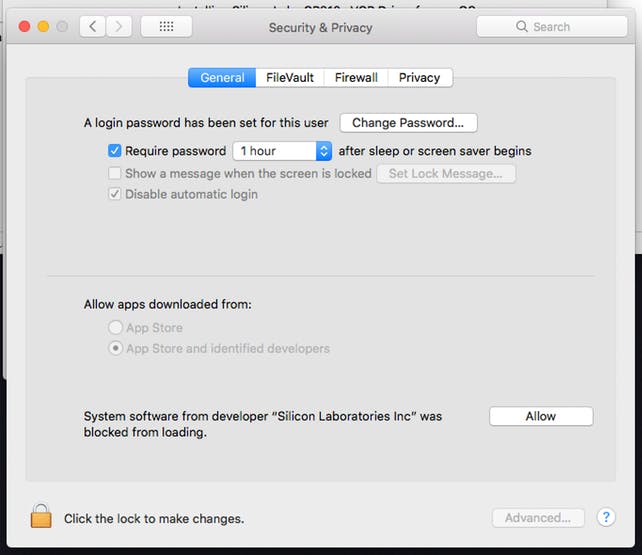 Security & Privacy
Search
General
FileVault
Firewall
Privacy
A login password has been set for this user
Change Password...
Require password
1 hour
after sleep or screen saver begins
Show a message when the screen is locked
Set Lock Message...
Disable automatic login
Allow apps downloaded from:
App Store
App Store and identified developers
System software from developer “Silicon Laboratories Inc” was
blocked from loading.
Allow
Click the lock to make changes.
Advanced...
?